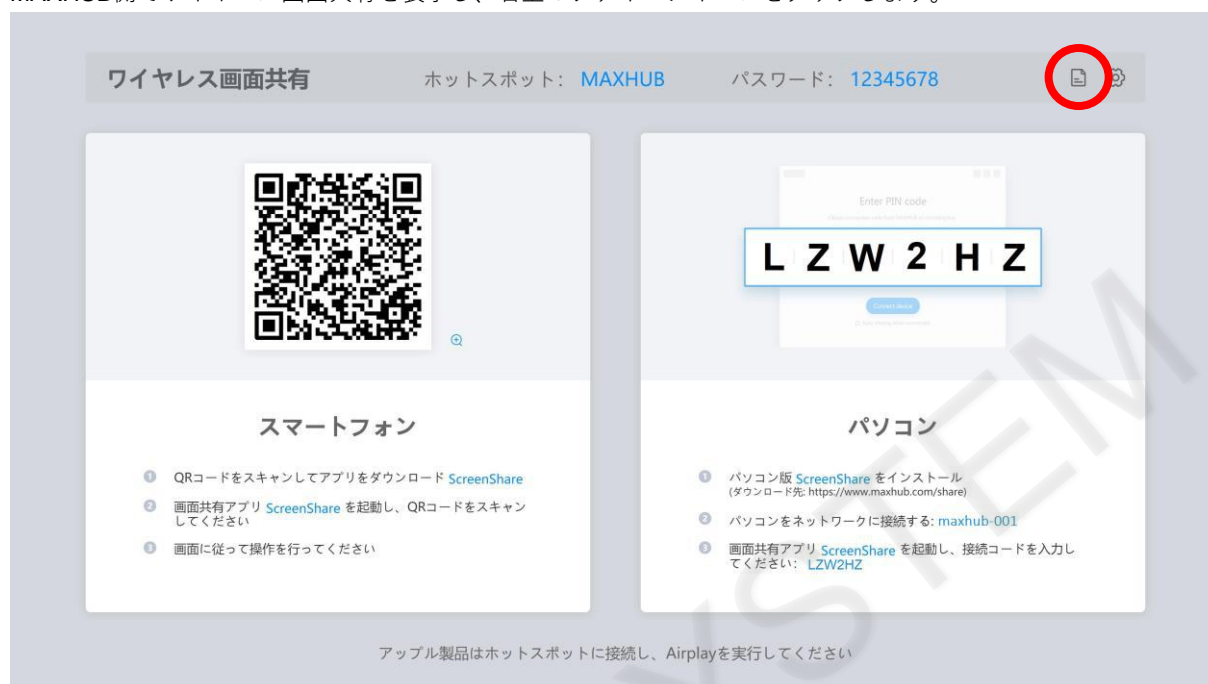 ワイヤレス画面共有 ホットスポット: MAXHUB パスワード: 12345678
Enter PIN code
L Z W 2 H Z
Connect device
スマートフォン
1 QRコードをスキャンしてアプリをダウンロード ScreenShare
2 画面共有アプリ ScreenShare を起動し、QRコードをスキャン
してください
3 画面に従って操作を行ってください
パソコン
1 パソコン版 ScreenShare をインストール
(ダウンロード先: https://www.maxhub.com/share)
2 パソコンをネットワークに接続する: maxhub-001
3 画面共有アプリ ScreenShare を起動し、接続コードを入力し
てください: LZW2HZ
アップル製品はホットスポットに接続し、Airplayを実行してください
YSTEM